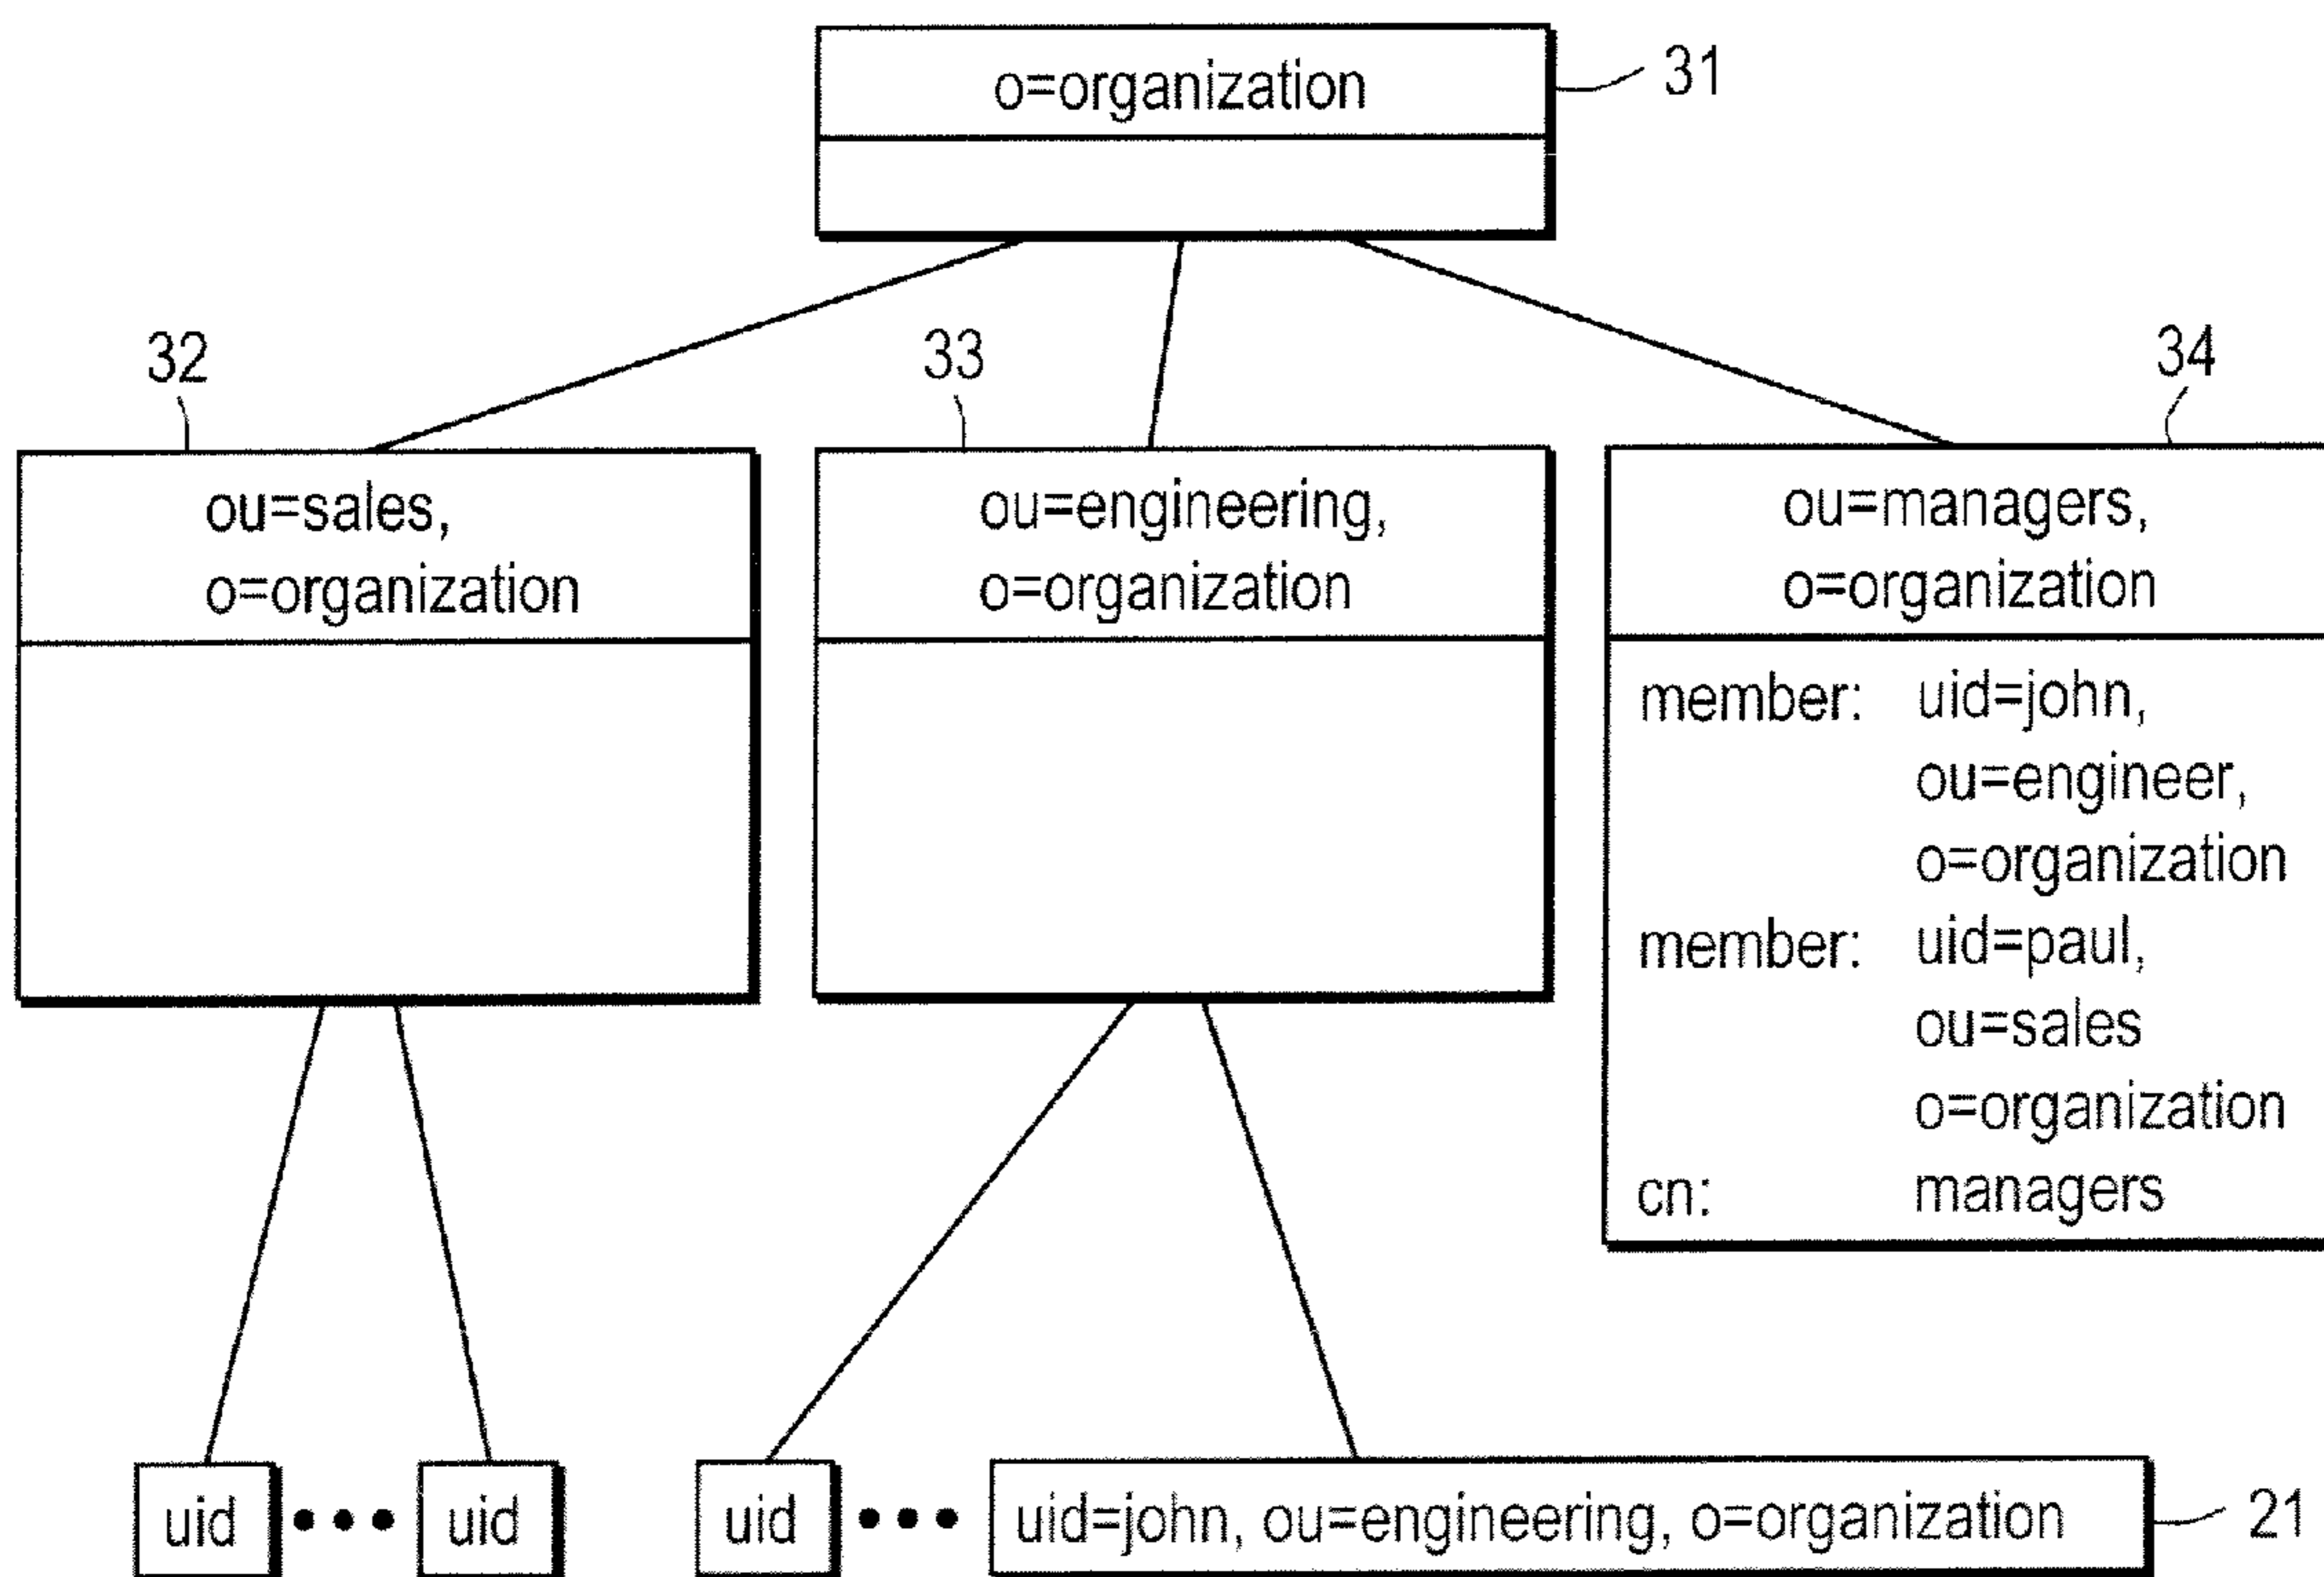 o=organization
31
32
33
34
ou=sales,
o=organization
ou=engineering,
o=organization
ou=managers,
o=organization
member: uid=john,
ou=engineer,
o=organization
member: uid=paul,
ou=sales
o=organization
cn: managers
uid
uid
uid
uid=john, ou=engineering, o=organization
21